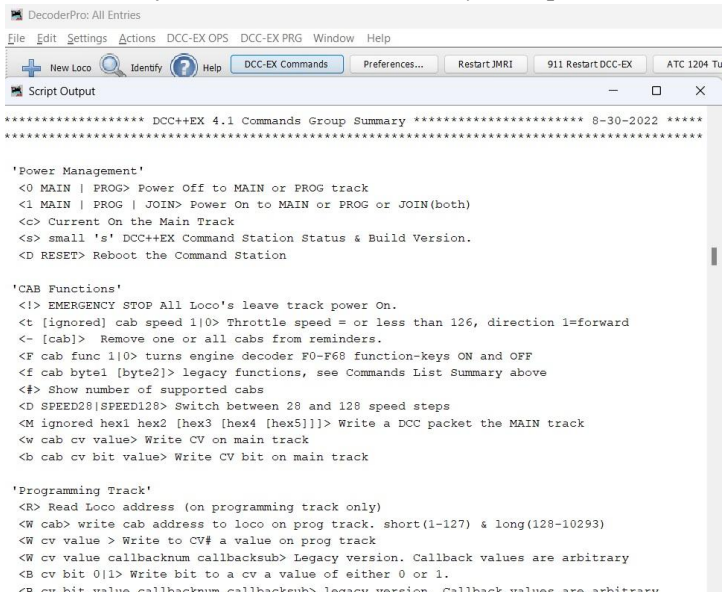 DecoderPro: All Entries
File Edit Settings Actions DCC-EX OPS DCC-EX PRG Window Help
New Loco Identify Help DCC-EX Commands Preferences... Restart JMRI 911 Restart DCC-EX ATC 1204 Tu
Script Output
******************* DCC++EX 4.1 Commands Group Summary *********************** 8-30-2022 *****
***********************************************************************************************
'Power Management'
<0 MAIN | PROG> Power Off to MAIN or PROG track
<1 MAIN | PROG | JOIN> Power On to MAIN or PROG or JOIN(both)
<c> Current On the Main Track
<s> small 's' DCC++EX Command Station Status & Build Version.
<D RESET> Reboot the Command Station
'CAB Functions'
<!> EMERGENCY STOP All Loco's leave track power On.
<t [ignored] cab speed 1|0> Throttle speed = or less than 126, direction 1=forward
<- [cab]> Remove one or all cabs from reminders.
<F cab func 1|0> turns engine decoder F0-F68 function-keys ON and OFF
<f cab byte1 [byte2]> legacy functions, see Commands List Summary above
<#> Show number of supported cabs
<D SPEED28|SPEED128> Switch between 28 and 128 speed steps
<M ignored hex1 hex2 [hex3 [hex4 [hex5]]]> Write a DCC packet the MAIN track
<w cab cv value> Write CV on main track
<b cab cv bit value> Write CV bit on main track
'Programming Track'
<R> Read Loco address (on programming track only)
<W cab> write cab address to loco on prog track. short(1-127) & long(128-10293)
<W cv value > Write to CV# a value on prog track
<W cv value callbacknum callbacksub> Legacy version. Callback values are arbitrary
<B cv bit 0|1> Write bit to a cv a value of either 0 or 1.
<B cv bit value callbacknum callbacksub> legacy version. Callback values are arbitrary